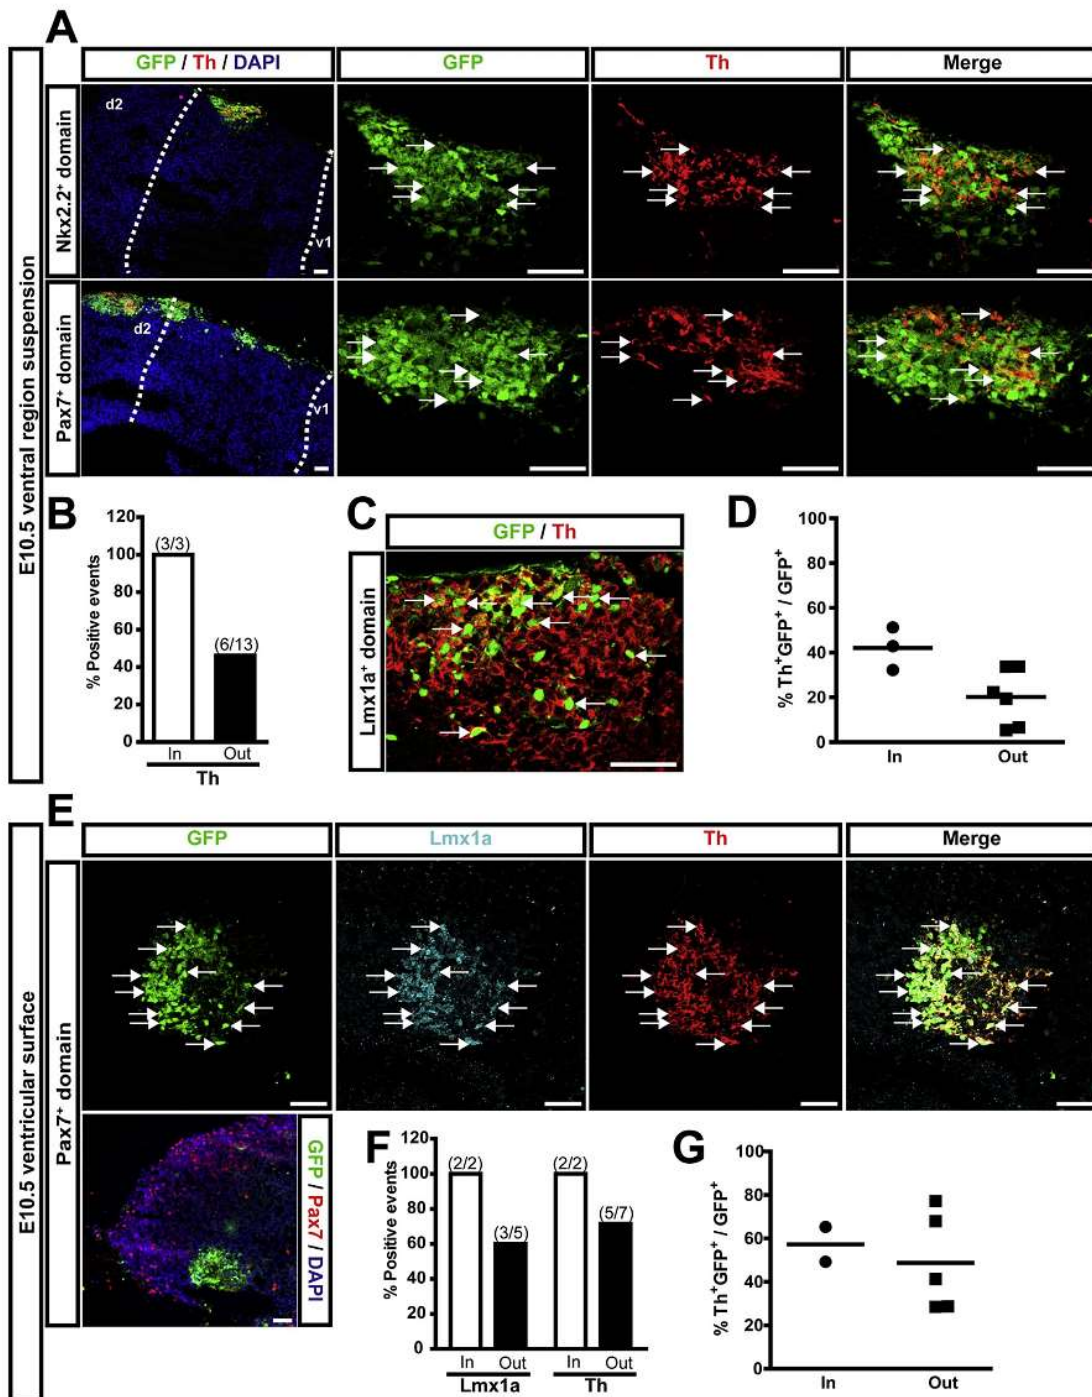 A
GFP / Th / DAPI
GFP
Th
Merge
E10.5 ventral region suspension
Nkx2.2+ domain
d2
v1
Pax7+ domain
d2
v1
B
% Positive events
120
100
80
60
40
20
0
(3/3)
(6/13)
In
Out
Th
C
GFP / Th
Lmx1a+ domain
D
% Th+GFP+ / GFP+
100
80
60
40
20
0
In
Out
E
GFP
Lmx1a
Th
Merge
E10.5 ventricular surface
Pax7+ domain
GFP / Pax7 / DAPI
F
% Positive events
120
100
80
60
40
20
0
(2/2)
(3/5)
(2/2)
(5/7)
In
Out
In
Out
Lmx1a
Th
G
% Th+GFP+ / GFP+
100
80
60
40
20
0
In
Out